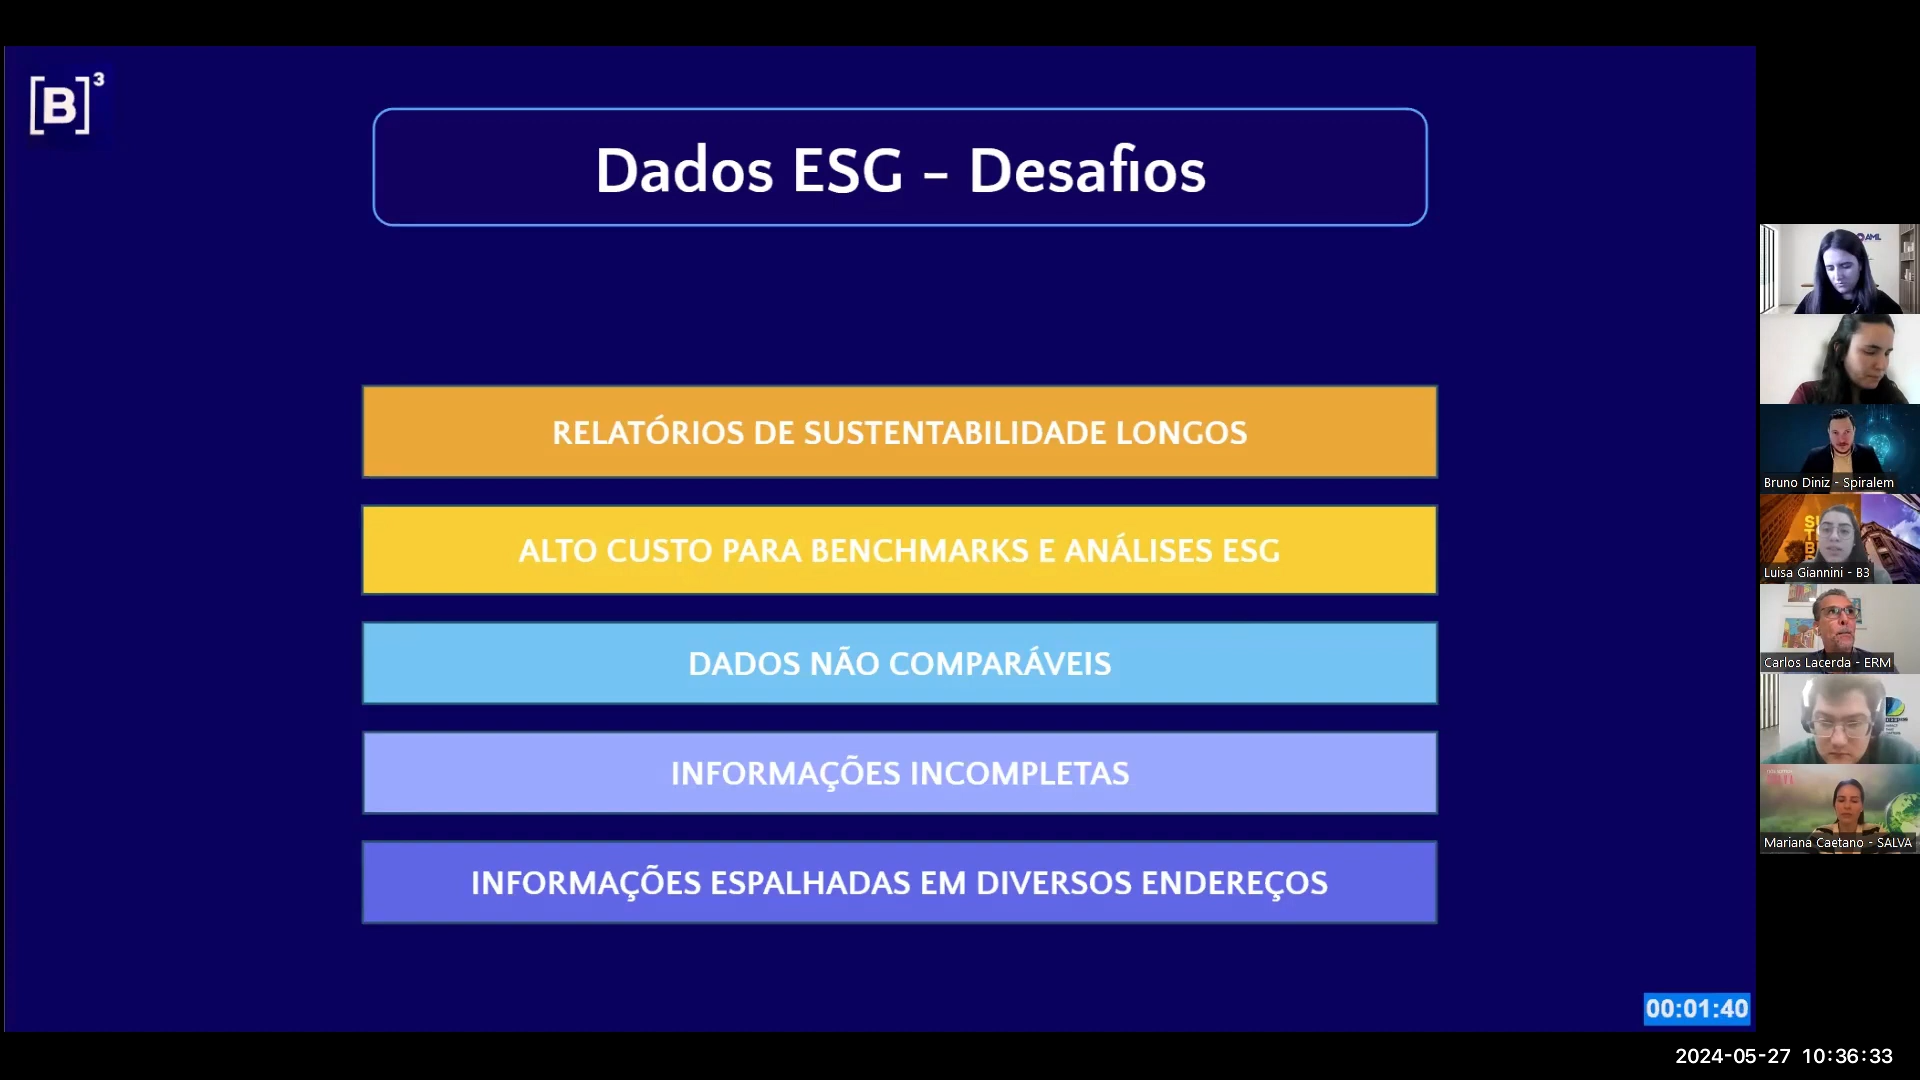 [B]³
Dados ESG – Desafios
RELATÓRIOS DE SUSTENTABILIDADE LONGOS
ALTO CUSTO PARA BENCHMARKS E ANÁLISES ESG
DADOS NÃO COMPARÁVEIS
INFORMAÇÕES INCOMPLETAS
INFORMAÇÕES ESPALHADAS EM DIVERSOS ENDEREÇOS
00:01:40
AML
Bruno Diniz - Spiralem
Luisa Giannini - B3
Carlos Lacerda - ERM
Mariana Caetano - SALVA
2024-05-27 10:36:33